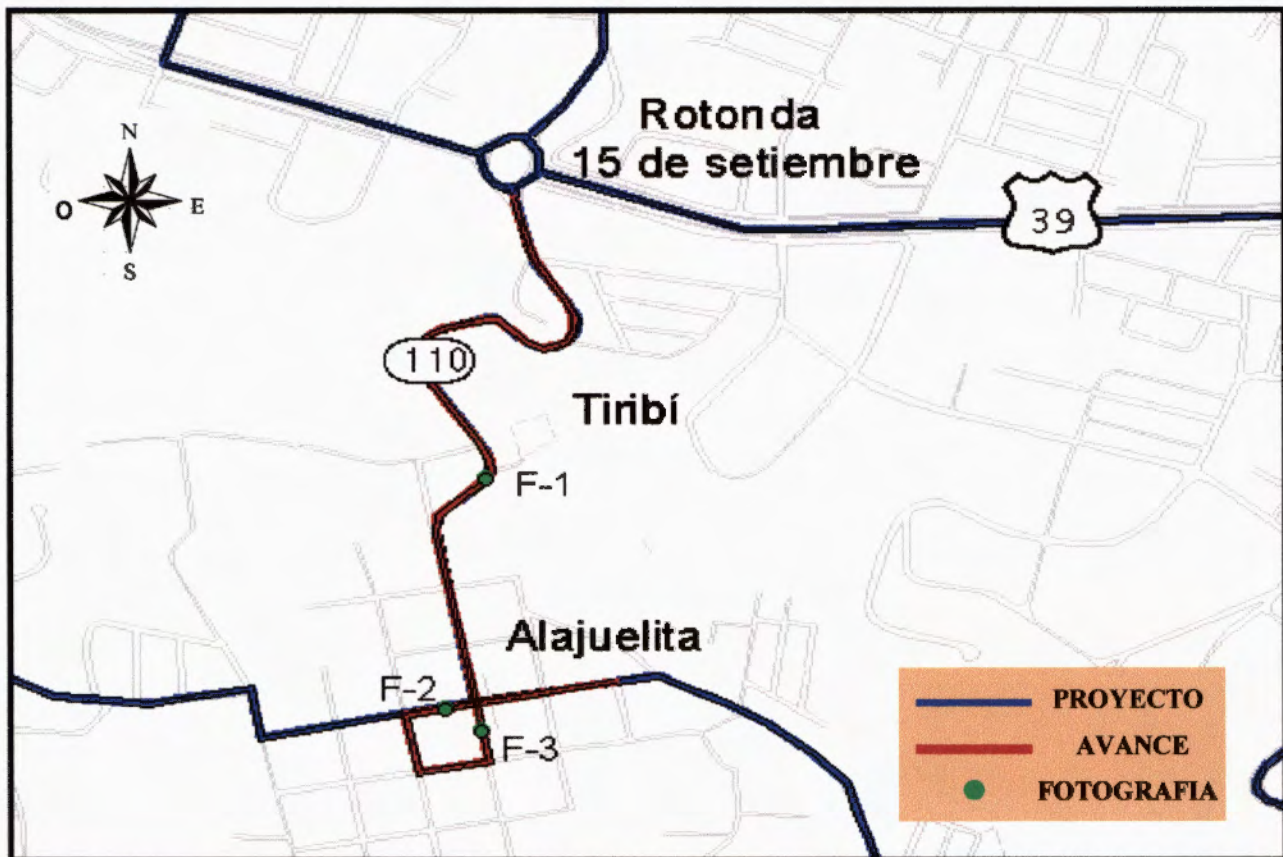 Rotonda
15 de setiembre
N
O
E
S
39
110
Tiribí
F-1
Alajuelita
F-2
F-3
PROYECTO
AVANCE
FOTOGRAFIA